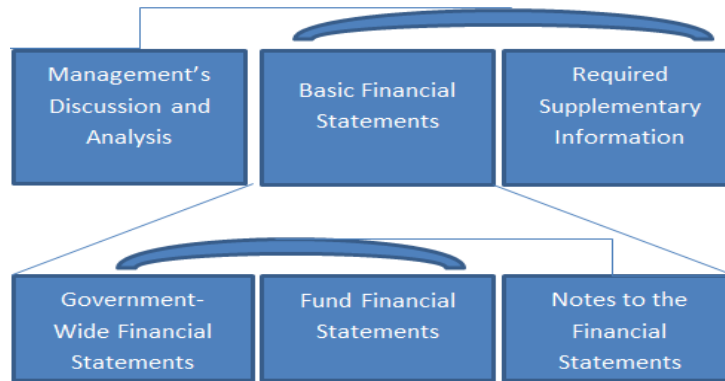 Management’s
Discussion and
Analysis
Basic Financial
Statements
Required
Supplementary
Information
Government-
Wide Financial
Statements
Fund Financial
Statements
Notes to the
Financial
Statements